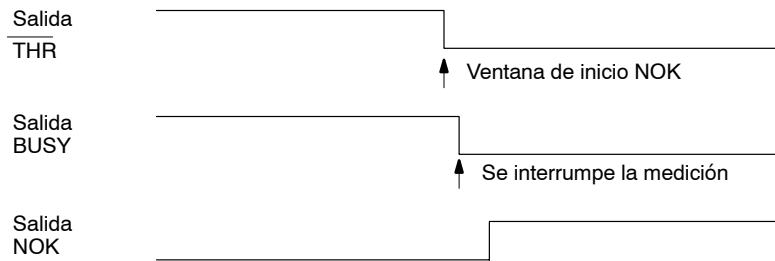 Salida
THR
Ventana de inicio NOK
Salida
BUSY
Se interrumpe la medición
Salida
NOK